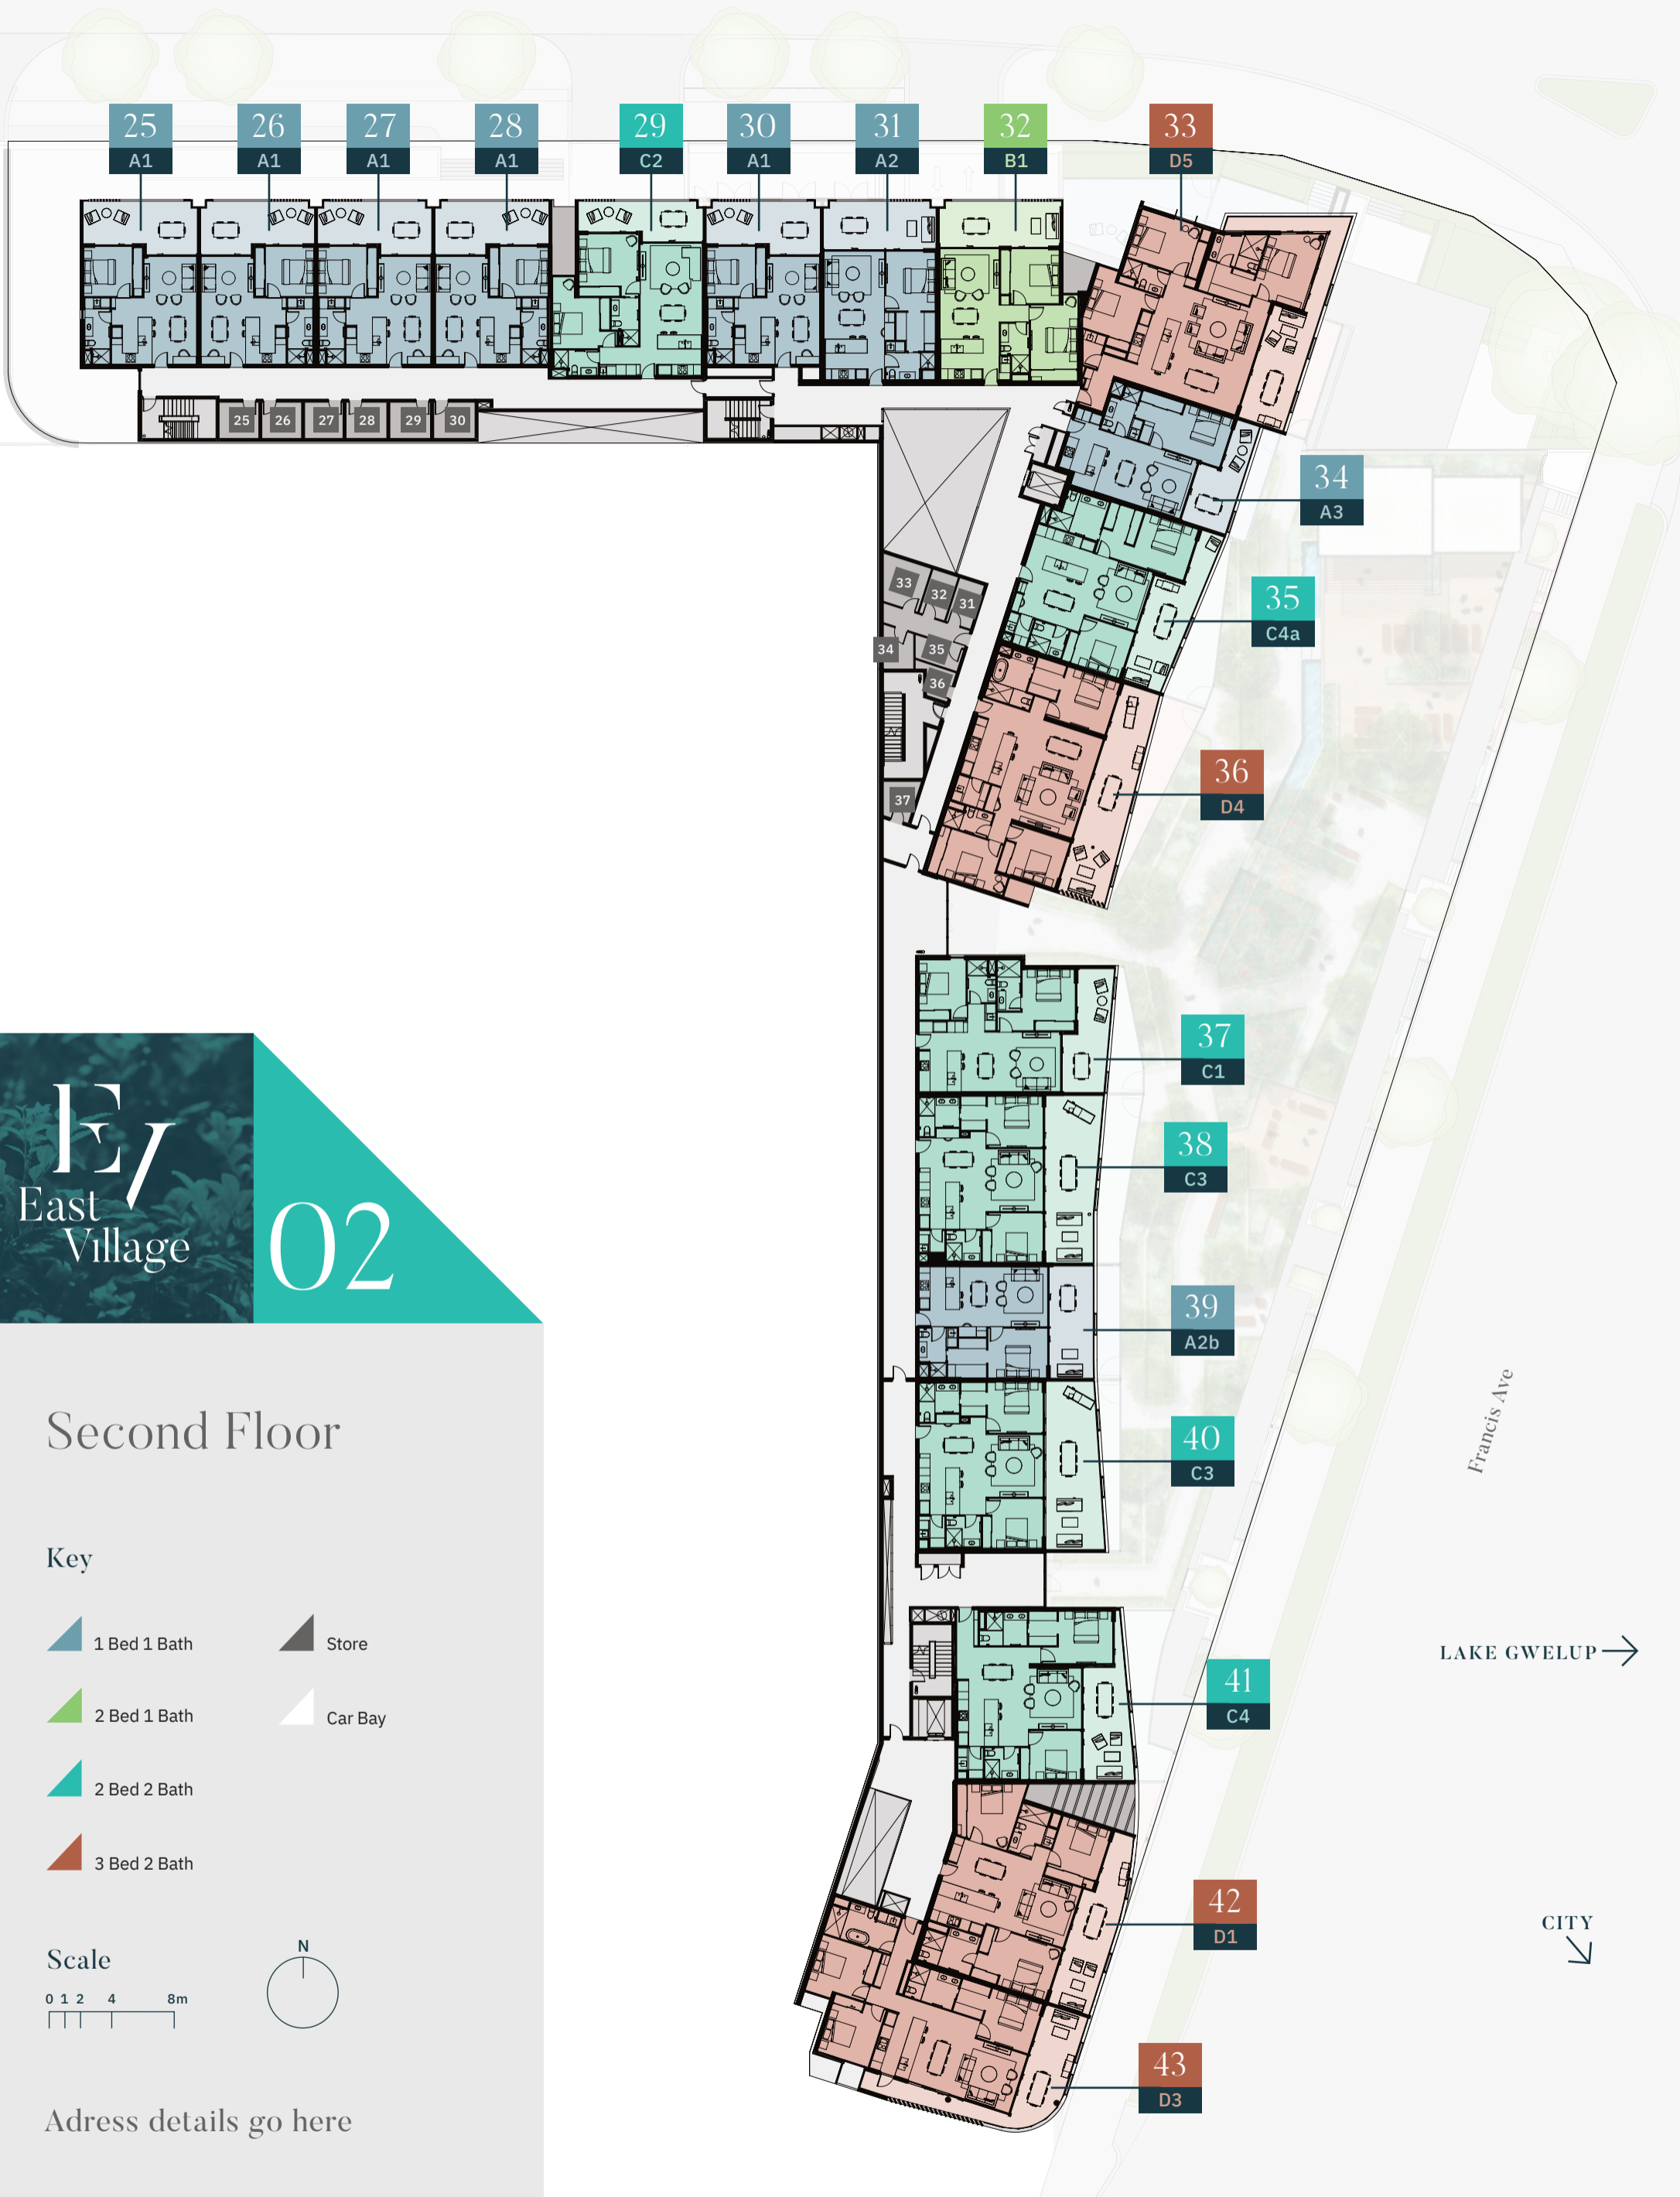 25
A1
26
A1
27
A1
28
A1
29
C2
30
A1
31
A2
32
B1
33
D5
25
26
27
28
29
30
34
A3
33
32
31
34
35
36
35
C4a
36
D4
37
37
C1
38
C3
39
A2b
40
C3
41
C4
42
D1
43
D3
EV
East
Village
02
Second Floor
Key
1 Bed 1 Bath
Store
2 Bed 1 Bath
Car Bay
2 Bed 2 Bath
3 Bed 2 Bath
Scale
0 1 2 4 8m
N
Adress details go here
Francis Ave
LAKE GWELUP
CITY